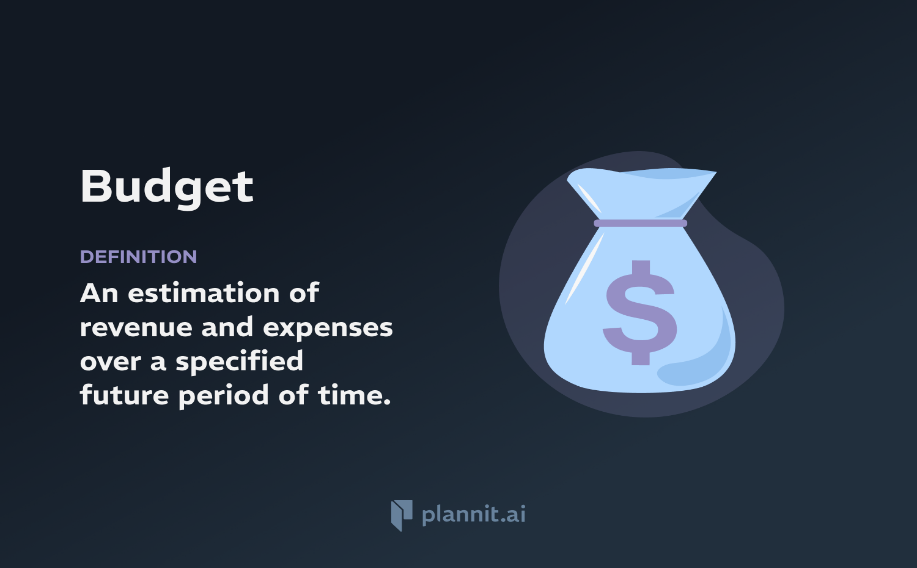 Budget
DEFINITION
An estimation of
revenue and expenses
over a specified
future period of time.
$
plannit.ai